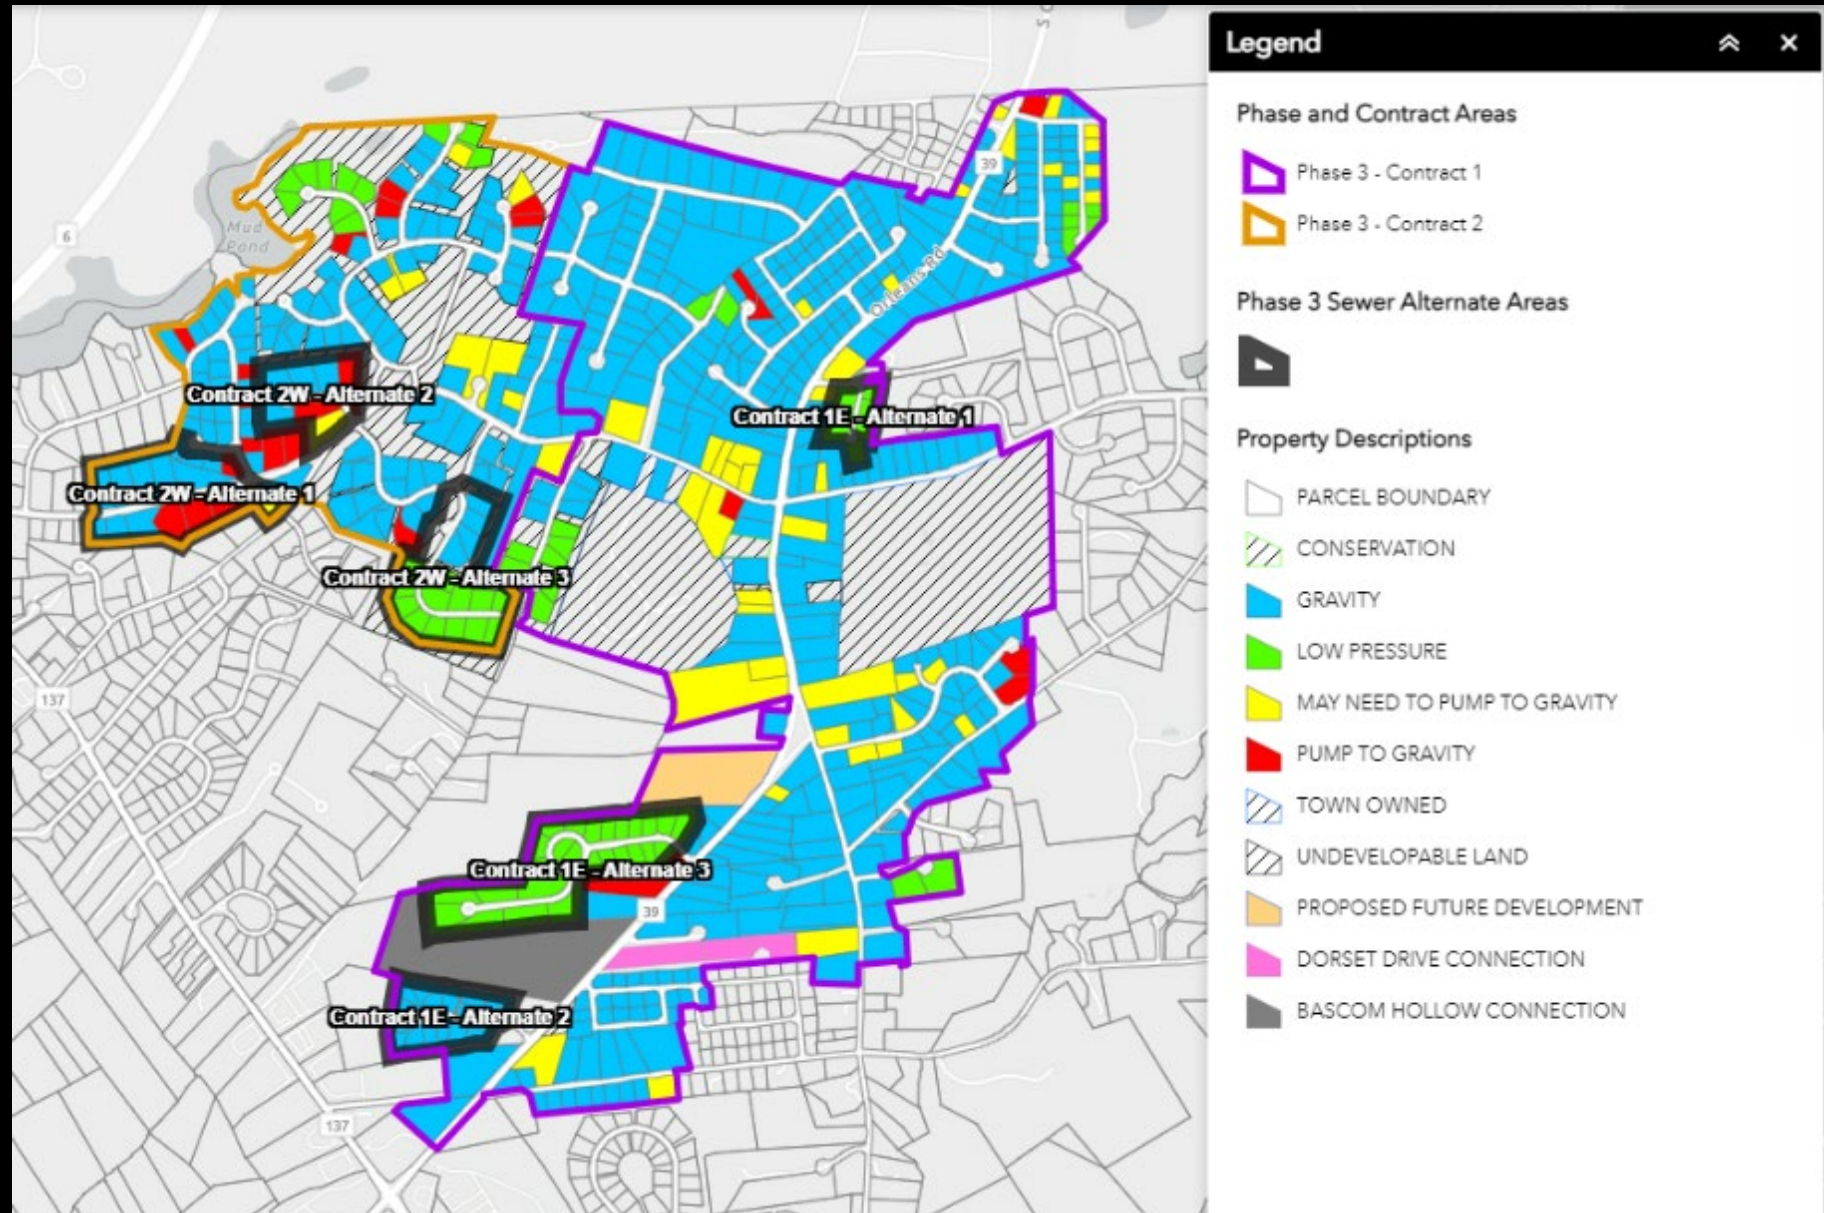 Legend
Phase and Contract Areas
Phase 3 - Contract 1
Phase 3 - Contract 2
Phase 3 Sewer Alternate Areas
Property Descriptions
PARCEL BOUNDARY
CONSERVATION
GRAVITY
LOW PRESSURE
MAY NEED TO PUMP TO GRAVITY
PUMP TO GRAVITY
TOWN OWNED
UNDEVELOPABLE LAND
PROPOSED FUTURE DEVELOPMENT
DORSET DRIVE CONNECTION
BASCOM HOLLOW CONNECTION
39
6
Mud
Pond
Orleans Rd
Contract 2W - Alternate 2
Contract 1E - Alternate 1
Contract 2W - Alternate 1
Contract 2W - Alternate 3
137
Contract 1E - Alternate 3
39
Contract 1E - Alternate 2
137